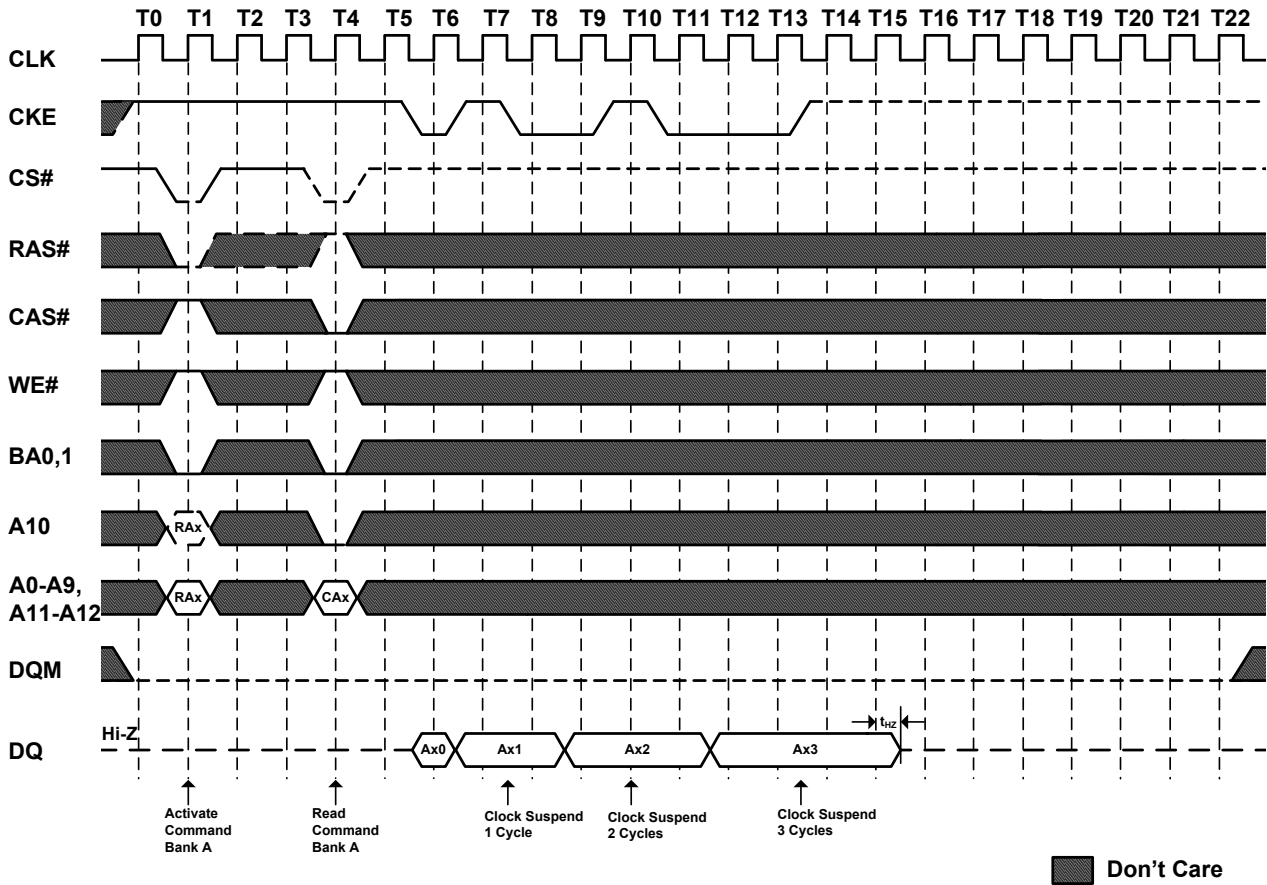 T0 T1 T2 T3 T4 T5 T6 T7 T8 T9 T10 T11 T12 T13 T14 T15 T16 T17 T18 T19 T20 T21 T22
CLK
CKE
CS#
RAS#
CAS#
WE#
BA0,1
A10
RAx
A0-A9,
A11-A12
RAx
CAx
DQM
tHZ
Hi-Z
DQ
Ax0
Ax1
Ax2
Ax3
Activate
Command
Bank A
Read
Command
Bank A
Clock Suspend
1 Cycle
Clock Suspend
2 Cycles
Clock Suspend
3 Cycles
Don't Care